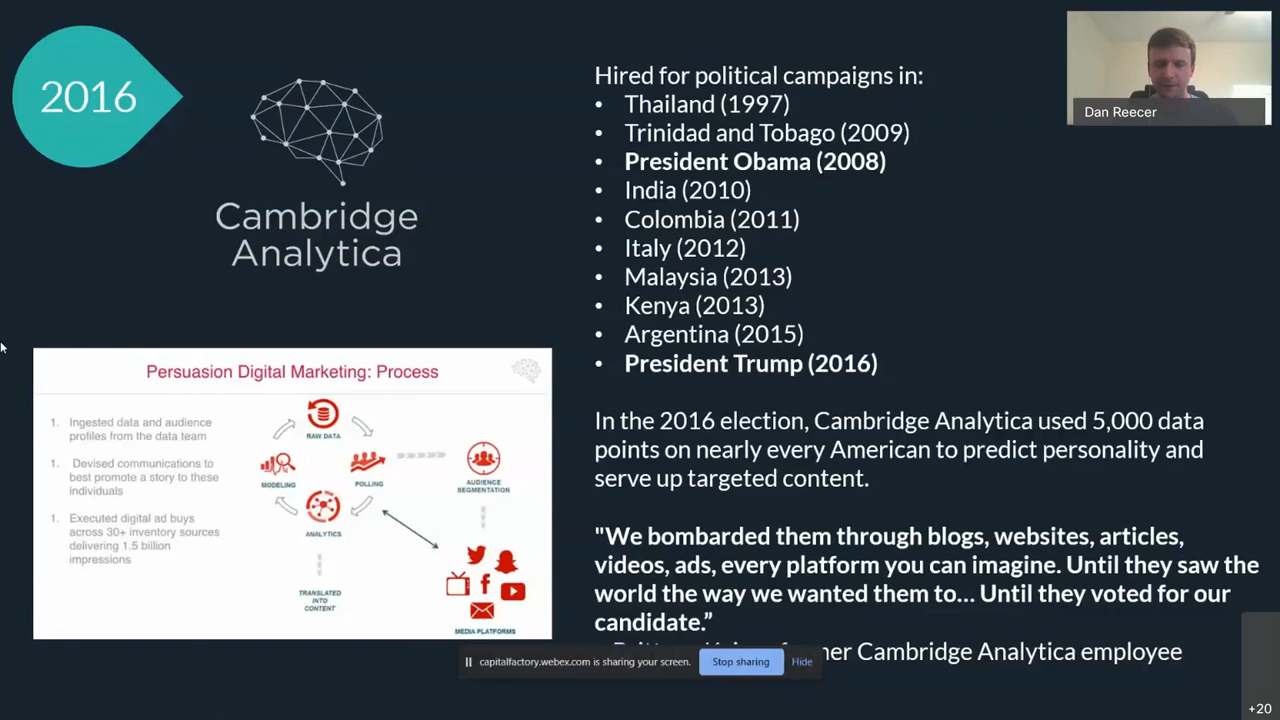 2016
Cambridge
Analytica
Hired for political campaigns in:
• Thailand (1997)
• Trinidad and Tobago (2009)
• President Obama (2008)
• India (2010)
• Colombia (2011)
• Italy (2012)
• Malaysia (2013)
• Kenya (2013)
• Argentina (2015)
• President Trump (2016)
In the 2016 election, Cambridge Analytica used 5,000 data
points on nearly every American to predict personality and
serve up targeted content.
"We bombarded them through blogs, websites, articles,
videos, ads, every platform you can imagine. Until they saw the
world the way we wanted them to... Until they voted for our
candidate.”
Cambridge Analytica employee
Dan Reecer
Persuasion Digital Marketing: Process
1. Ingested data and audience
profiles from the data team
1. Devised communications to
best promote a story to these
individuals
1. Executed digital ad buys
across 30+ inventory sources
delivering 1.5 billion
impressions
RAW DATA
MODELING
POLLING
ANALYTICS
TRANSLATED
INTO
CONTENT
AUDIENCE
SEGMENTATION
MEDIA PLATFORMS
capitalfactory.webex.com is sharing your screen.
Stop sharing
Hide
+20